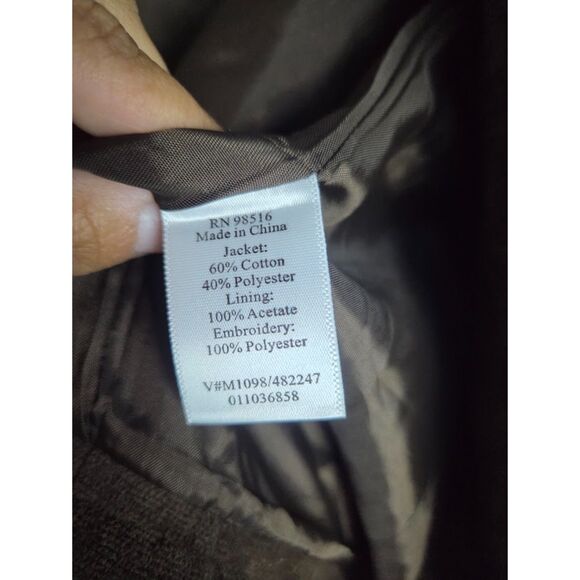 RN 98516
Made in China
Jacket:
60% Cotton
40% Polyester
Lining:
100% Acetate
Embroidery:
100% Polyester
V#M1098/482247
011036858